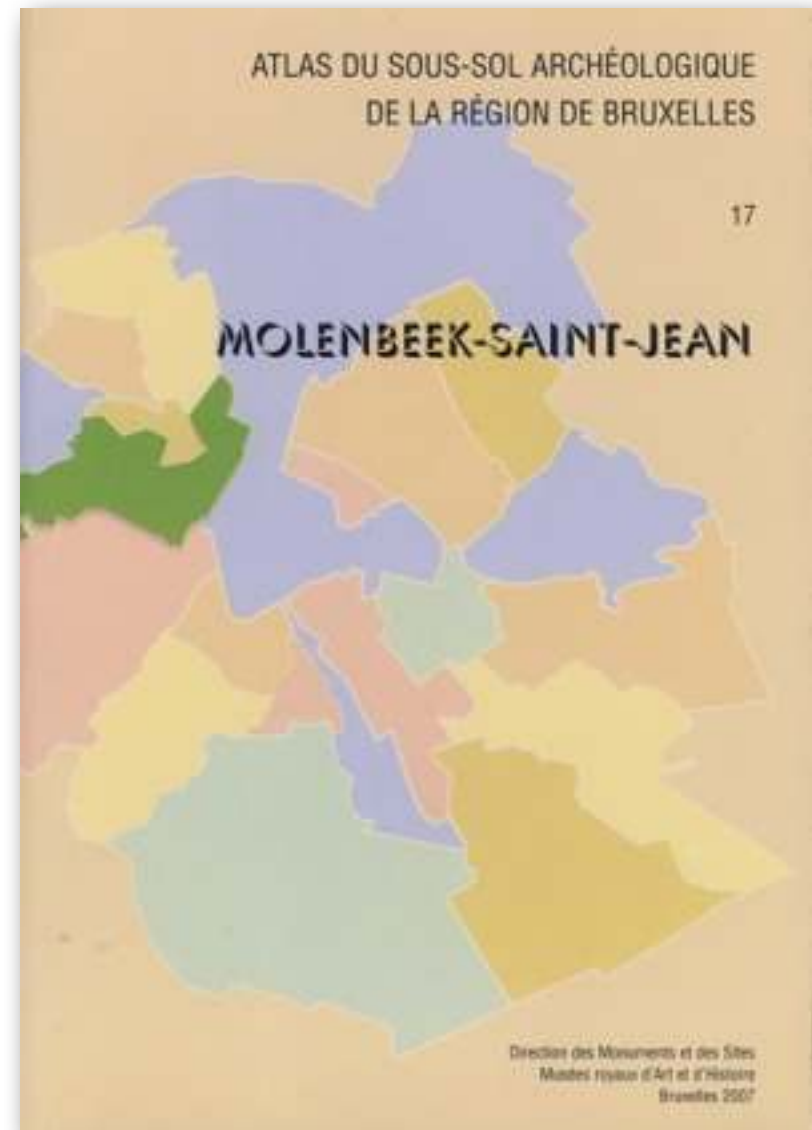 ATLAS DU SOUS-SOL ARCHÉOLOGIQUE
DE LA RÉGION DE BRUXELLES
17
MOLENBEEK-SAINT-JEAN
Direction des Monuments et des Sites
Musées royaux d'Art et d'Histoire
Bruxelles 2007